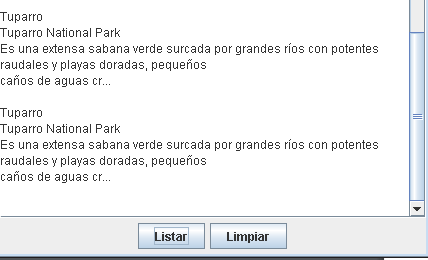 Tuparro
Tuparro National Park
Es una extensa sabana verde surcada por grandes ríos con potentes
raudales y playas doradas, pequeños
caños de aguas cr...
Tuparro
Tuparro National Park
Es una extensa sabana verde surcada por grandes ríos con potentes
raudales y playas doradas, pequeños
caños de aguas cr...
Listar Limpiar